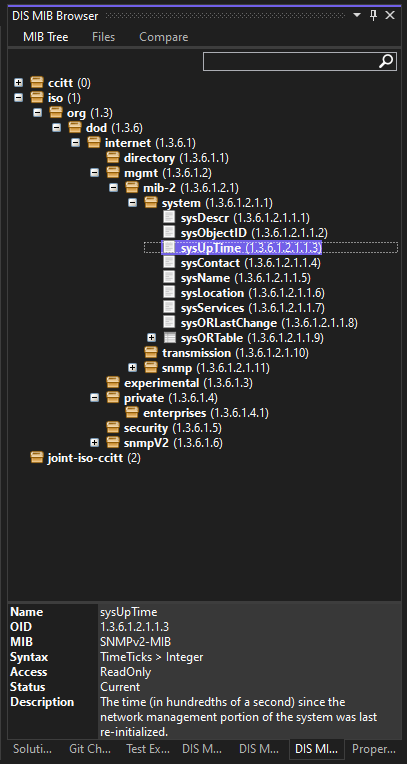 DIS MIB Browser
MIB Tree Files Compare
ccitt (0)
iso (1)
org (1.3)
dod (1.3.6)
internet (1.3.6.1)
directory (1.3.6.1.1)
mgmt (1.3.6.1.2)
mib-2 (1.3.6.1.2.1)
system (1.3.6.1.2.1.1)
sysDescr (1.3.6.1.2.1.1.1)
sysObjectID (1.3.6.1.2.1.1.2)
sysUpTime (1.3.6.1.2.1.1.3)
sysContact (1.3.6.1.2.1.1.4)
sysName (1.3.6.1.2.1.1.5)
sysLocation (1.3.6.1.2.1.1.6)
sysServices (1.3.6.1.2.1.1.7)
sysORLastChange (1.3.6.1.2.1.1.8)
sysORTable (1.3.6.1.2.1.1.9)
transmission (1.3.6.1.2.1.10)
snmp (1.3.6.1.2.1.11)
experimental (1.3.6.1.3)
private (1.3.6.1.4)
enterprises (1.3.6.1.4.1)
security (1.3.6.1.5)
snmpV2 (1.3.6.1.6)
joint-iso-ccitt (2)
Name sysUpTime
OID 1.3.6.1.2.1.1.3
MIB SNMPv2-MIB
Syntax TimeTicks > Integer
Access ReadOnly
Status Current
Description The time (in hundredths of a second) since the
network management portion of the system was last
re-initialized.
Soluti... Git Ch... Test Ex... DIS M... DIS M... DIS MI... Proper...